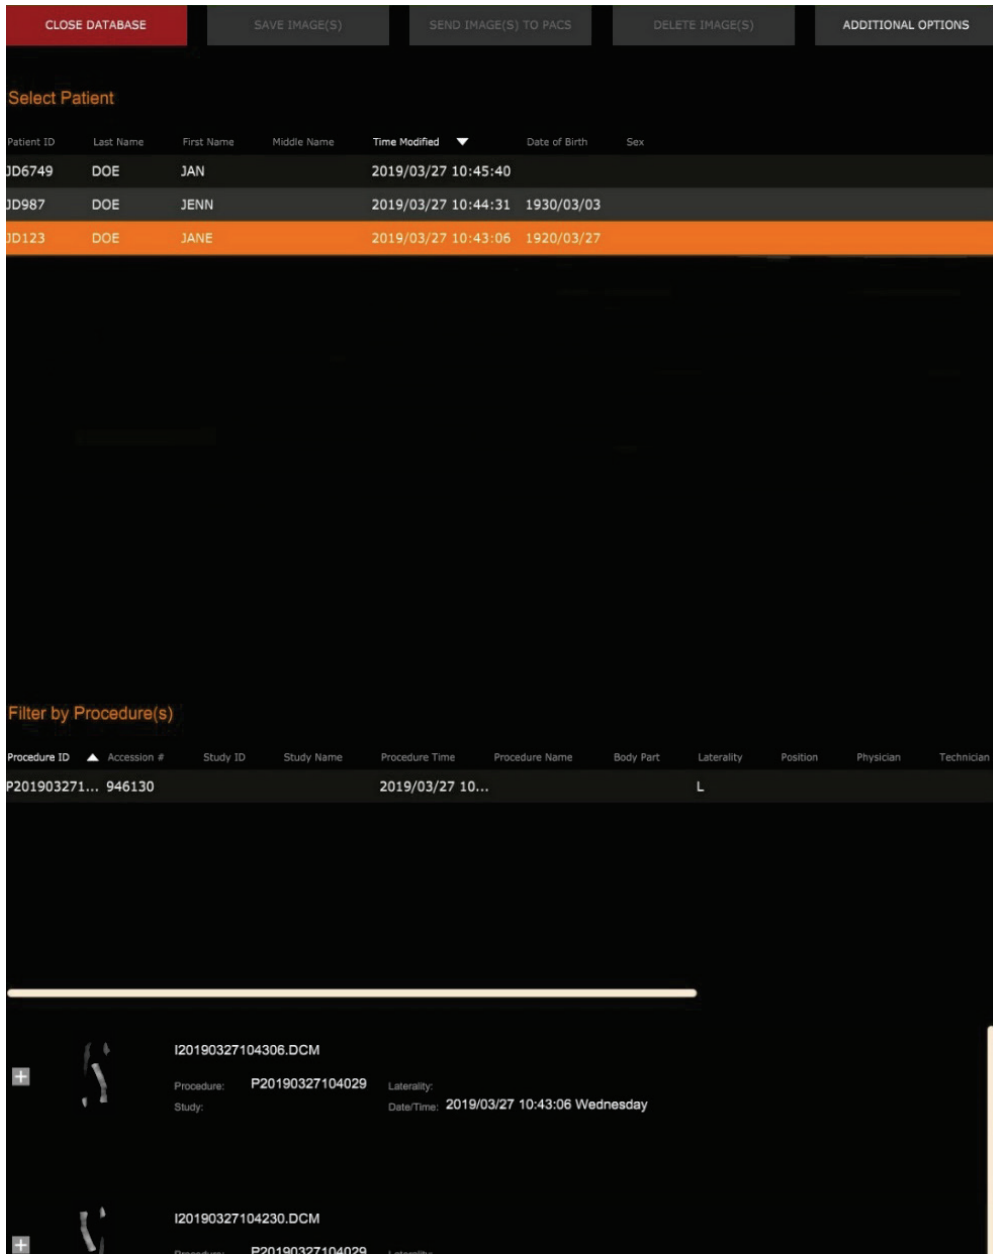 CLOSE DATABASE SAVE IMAGE(S) SEND IMAGE(S) TO PACS DELETE IMAGE(S) ADDITIONAL OPTIONS
Select Patient
Patient ID Last Name First Name Middle Name Time Modified Date of Birth Sex
JD6749 DOE JAN 2019/03/27 10:45:40
JD987 DOE JENN 2019/03/27 10:44:31 1930/03/03
JD123 DOE JANE 2019/03/27 10:43:06 1920/03/27
Filter by Procedure(s)
Procedure ID Accession # Study ID Study Name Procedure Time Procedure Name Body Part Laterality Position Physician Technician
P201903271... 946130 2019/03/27 10... L
I20190327104306.DCM
Procedure: P20190327104029 Laterality:
Study: Date/Time: 2019/03/27 10:43:06 Wednesday
I20190327104230.DCM
Procedure: P20190327104029 Laterality: